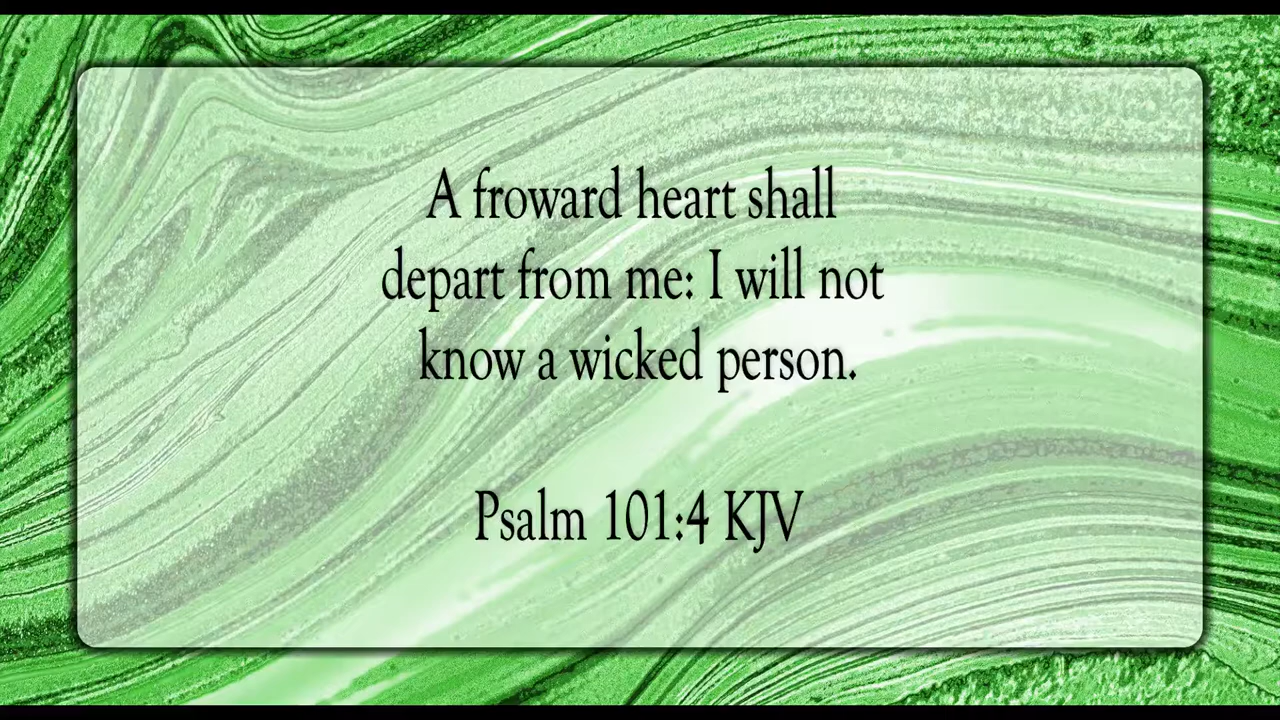 A froward heart shall
depart from me: I will not
know a wicked person.
Psalm 101:4 KJV